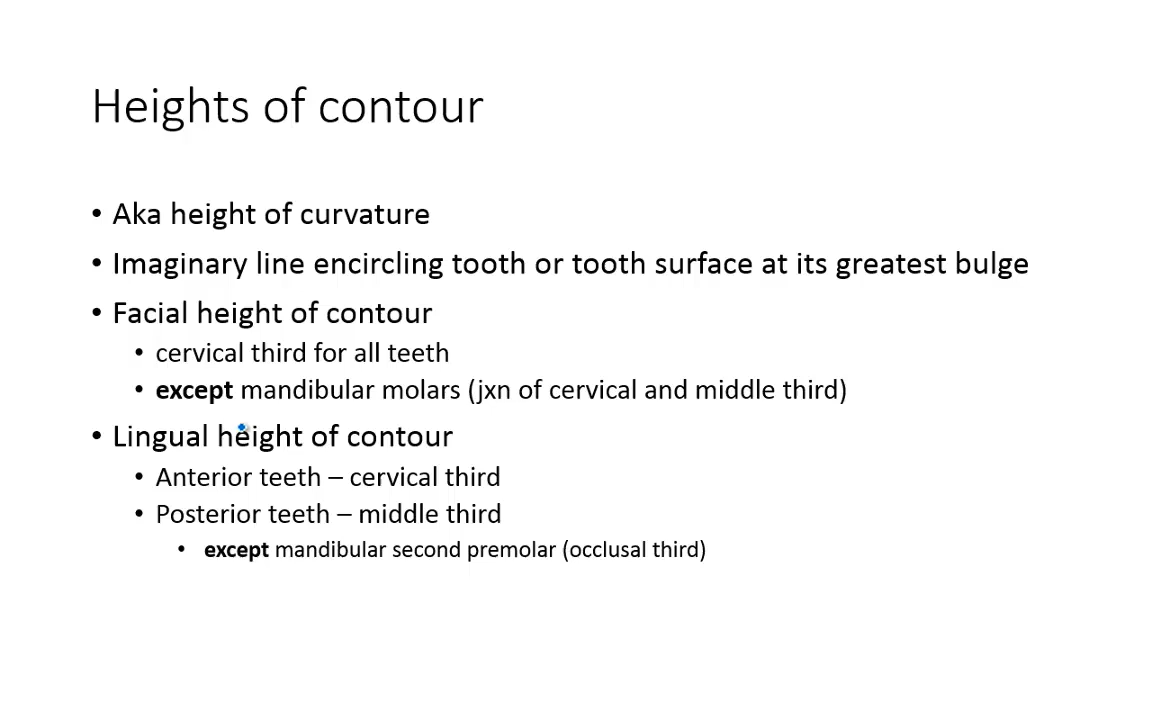 Heights of contour
• Aka height of curvature
• Imaginary line encircling tooth or tooth surface at its greatest bulge
• Facial height of contour
• cervical third for all teeth
• except mandibular molars (jxn of cervical and middle third)
• Lingual height of contour
• Anterior teeth – cervical third
• Posterior teeth – middle third
• except mandibular second premolar (occlusal third)